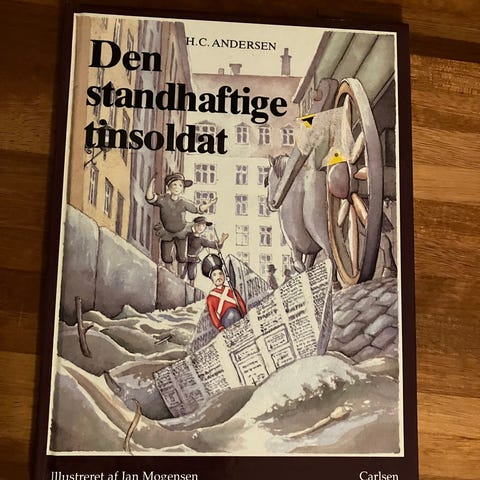 H.C. ANDERSEN
Den
standhaftige
tinsoldat
Illustreret af Jan Mogensen
Carlsen